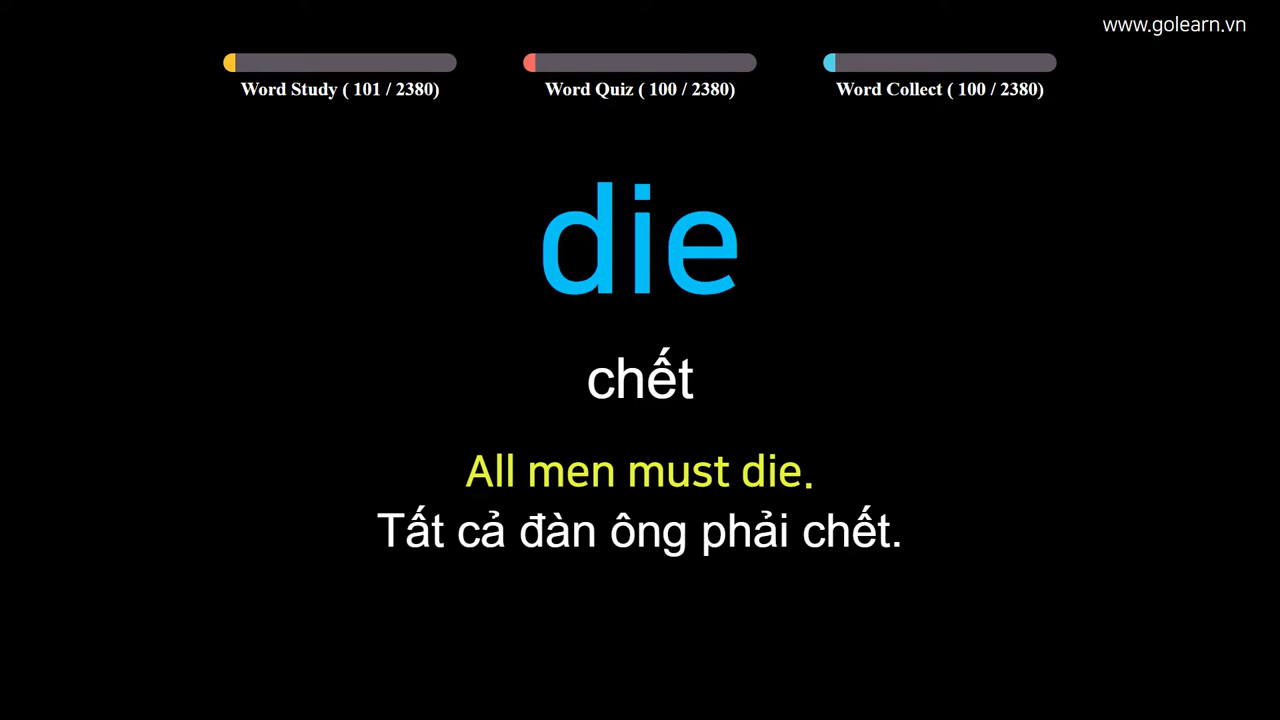 www.golearn.vn
Word Study ( 101 / 2380)
Word Quiz ( 100 / 2380)
Word Collect ( 100 / 2380)
die
chết
All men must die.
Tất cả đàn ông phải chết.